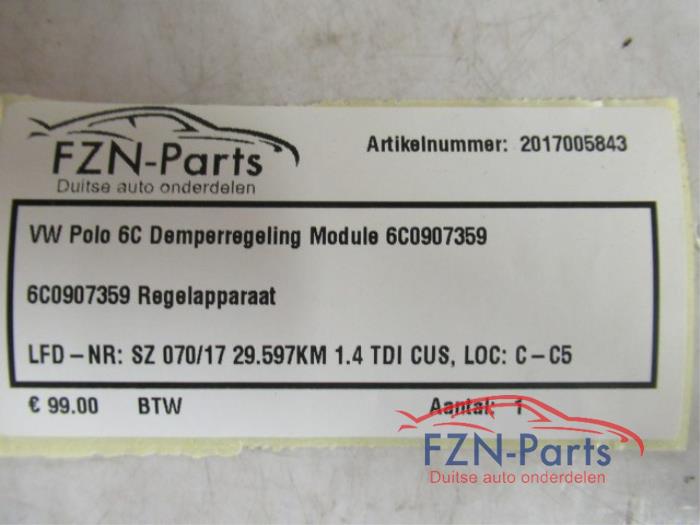 FZN-Parts
Duitse auto onderdelen
Artikelnummer: 2017005843
VW Polo 6C Demperregeling Module 6C0907359
6C0907359 Regelapparaat
LFD-NR: SZ 070/17 29.597KM 1.4 TDI CUS, LOC: C-C5
€ 99.00 BTW Aantal: 1
FZN-Parts
Duitse auto onderdelen